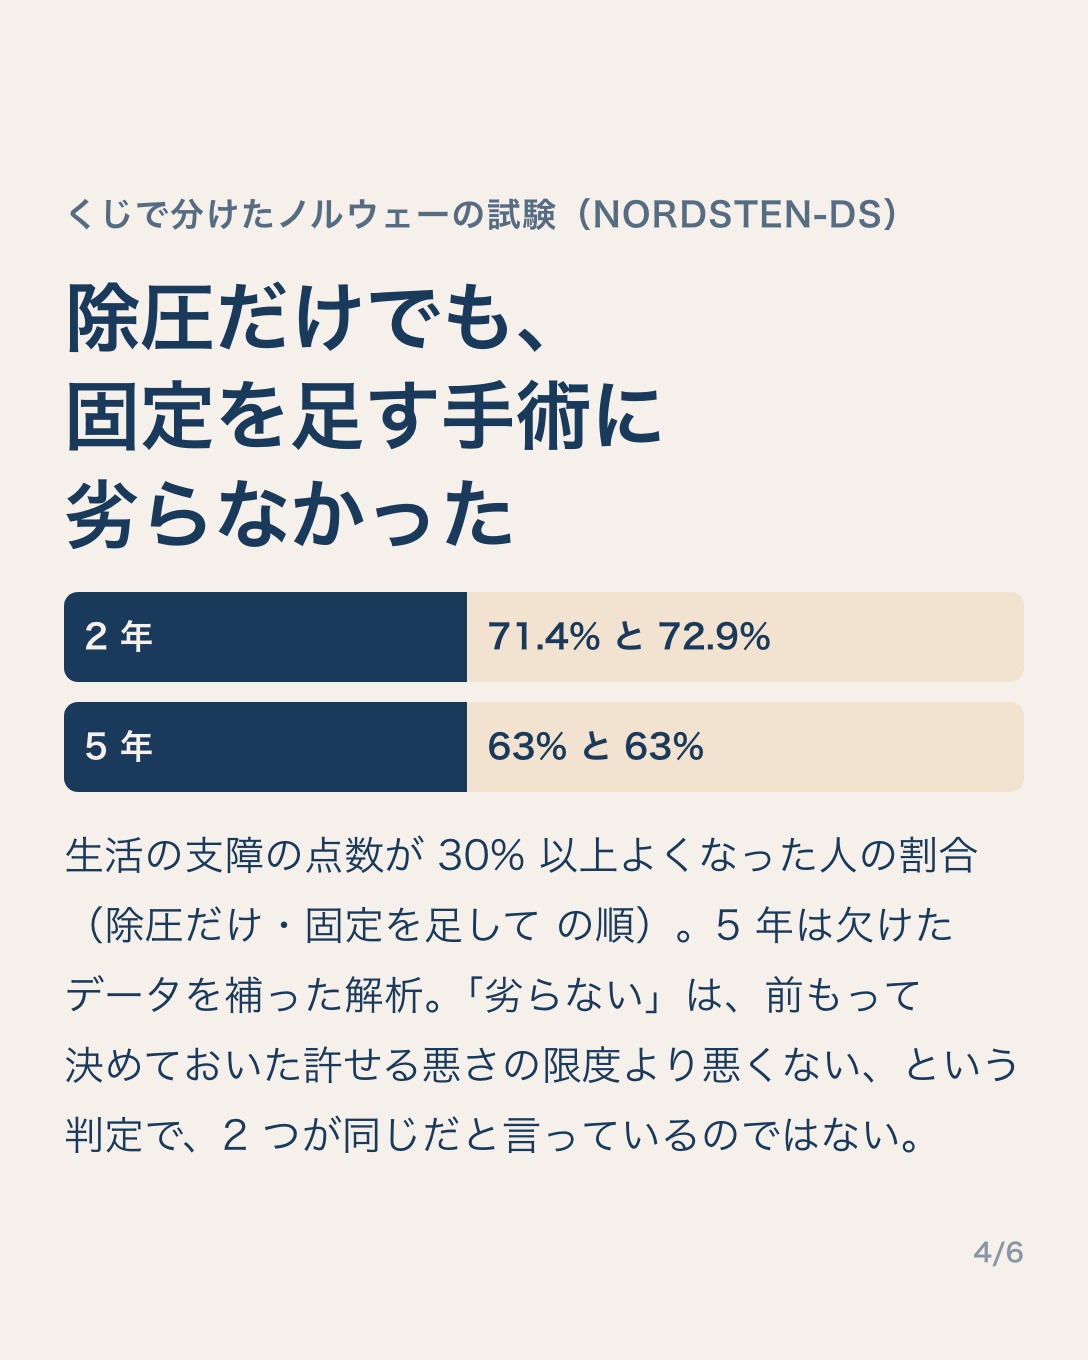 くじで分けたノルウェーの試験（NORDSTEN-DS）
除圧だけでも、
固定を足す手術に
劣らなかった
2 年
71.4% と 72.9%
5 年
63% と 63%
生活の支障の点数が 30% 以上よくなった人の割合
（除圧だけ・固定を足して の順）。5 年は欠けた
データを補った解析。「劣らない」は、前もって
決めておいた許せる悪さの限度より悪くない、という
判定で、2 つが同じだと言っているのではない。
4/6